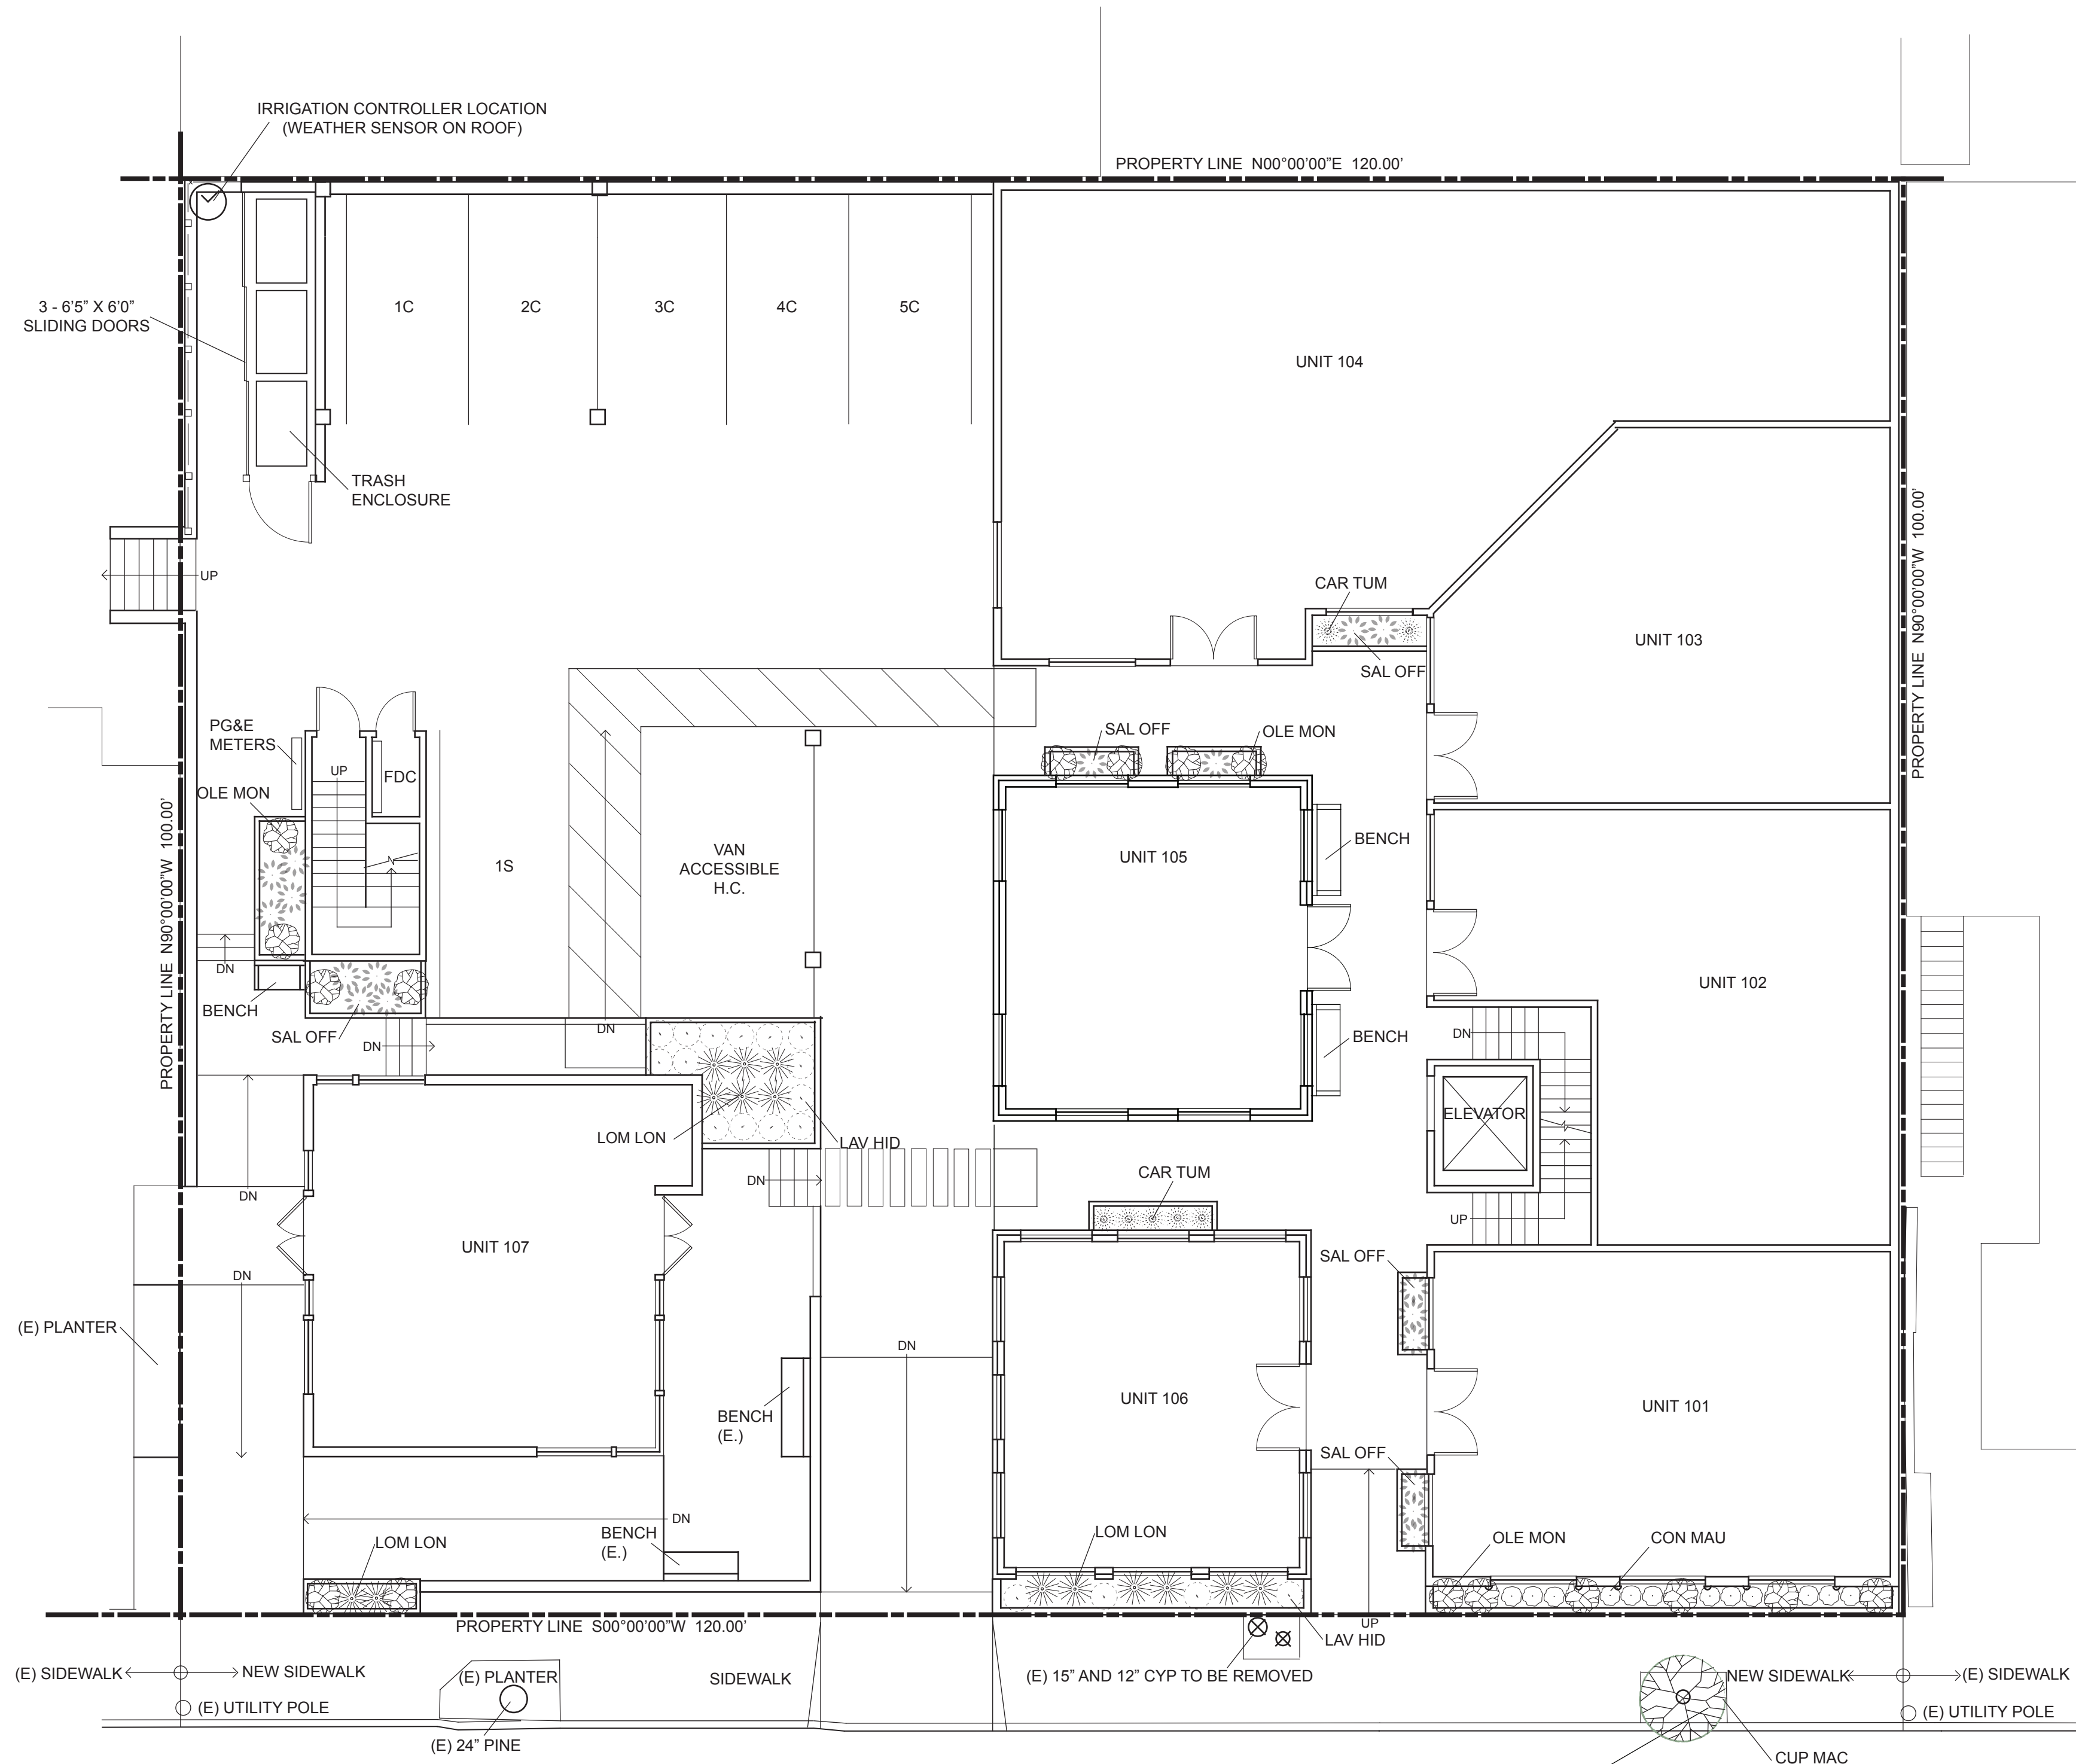 IRRIGATION CONTROLLER LOCATION
(WEATHER SENSOR ON ROOF)
PROPERTY LINE N00°00'00"E 120.00'
3 - 6'5" X 6'0"
SLIDING DOORS
1C
2C
3C
4C
5C
UNIT 104
TRASH
ENCLOSURE
PROPERTY LINE N90°00'00"W 100.00'
UP
CAR TUM
UNIT 103
SAL OFF
PG&E
METERS
SAL OFF
OLE MON
UP
FDC
OLE MON
BENCH
VAN
ACCESSIBLE
H.C.
UNIT 105
1S
PROPERTY LINE N90°00'00"W 100.00'
DN
UNIT 102
BENCH
SAL OFF
DN
DN
BENCH
DN
ELEVATOR
LOM LON
LAV HID
CAR TUM
DN
DN
UP
UNIT 107
SAL OFF
DN
(E) PLANTER
DN
UNIT 106
UNIT 101
BENCH
(E.)
SAL OFF
DN
BENCH
(E.)
LOM LON
LOM LON
OLE MON
CON MAU
PROPERTY LINE S00°00'00"W 120.00'
UP
LAV HID
(E) SIDEWALK
NEW SIDEWALK
(E) PLANTER
SIDEWALK
(E) 15" AND 12" CYP TO BE REMOVED
NEW SIDEWALK
(E) SIDEWALK
(E) UTILITY POLE
(E) UTILITY POLE
(E) 24" PINE
CUP MAC